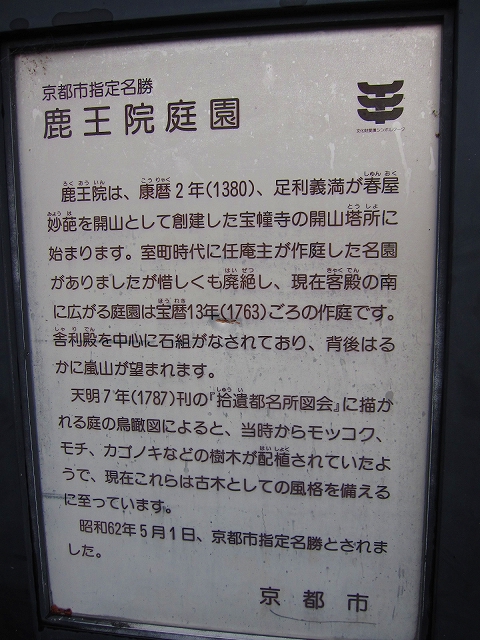 京都市指定名勝
鹿王院庭園
文化財愛護シンボルマーク
鹿王院は、康暦2年(1380)、足利義満が春屋
妙葩を開山として創建した宝幢寺の開山塔所に
始まります。室町時代に任庵主が作庭した名園
がありましたが惜しくも廃絶し、現在客殿の南
に広がる庭園は宝暦13年(1763)ごろの作庭です。
舎利殿を中心に石組がなされており、背後はる
かに嵐山が望まれます。
天明7年(1787)刊の『拾遺都名所図会』に描か
れる庭の鳥瞰図によると、当時からモッコク、
モチ、カゴノキなどの樹木が配植されていたよ
うで、現在これらは古木としての風格を備える
に至っています。
昭和62年5月1日、京都市指定名勝とされま
した。
京都市